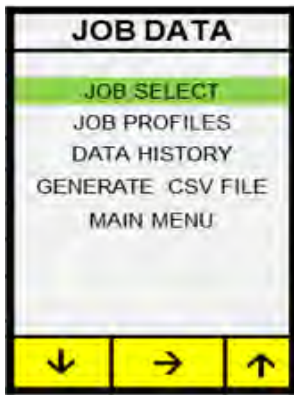 JOB DATA
JOB SELECT
JOB PROFILES
DATA HISTORY
GENERATE CSV FILE
MAIN MENU